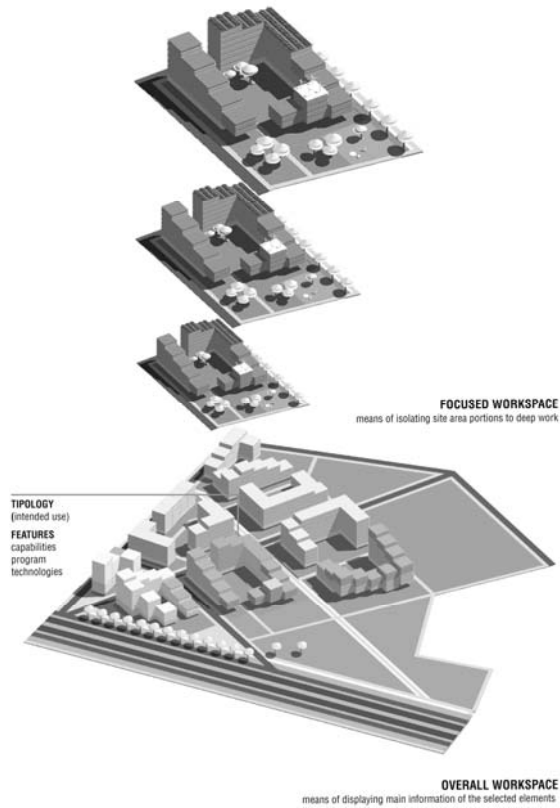 FOCUSED WORKSPACE
means of isolating site area portions to deep work
TYPOLOGY
(intended use)
FEATURES
capabilities
program
technologies
OVERALL WORKSPACE
means of displaying main information of the selected elements